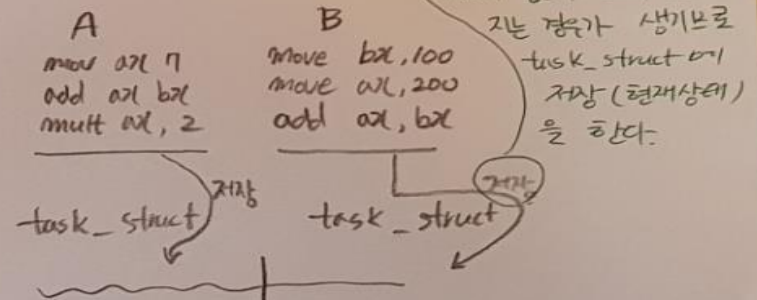 A
mov ax 7
add ax bx
mult ax, 2
저장
task_struct
B
move bx, 100
move ax, 200
add ax, bx
저장
task_struct
지는 경우가 생기므로
task_struct에
저장(현재상태)
을 한다.